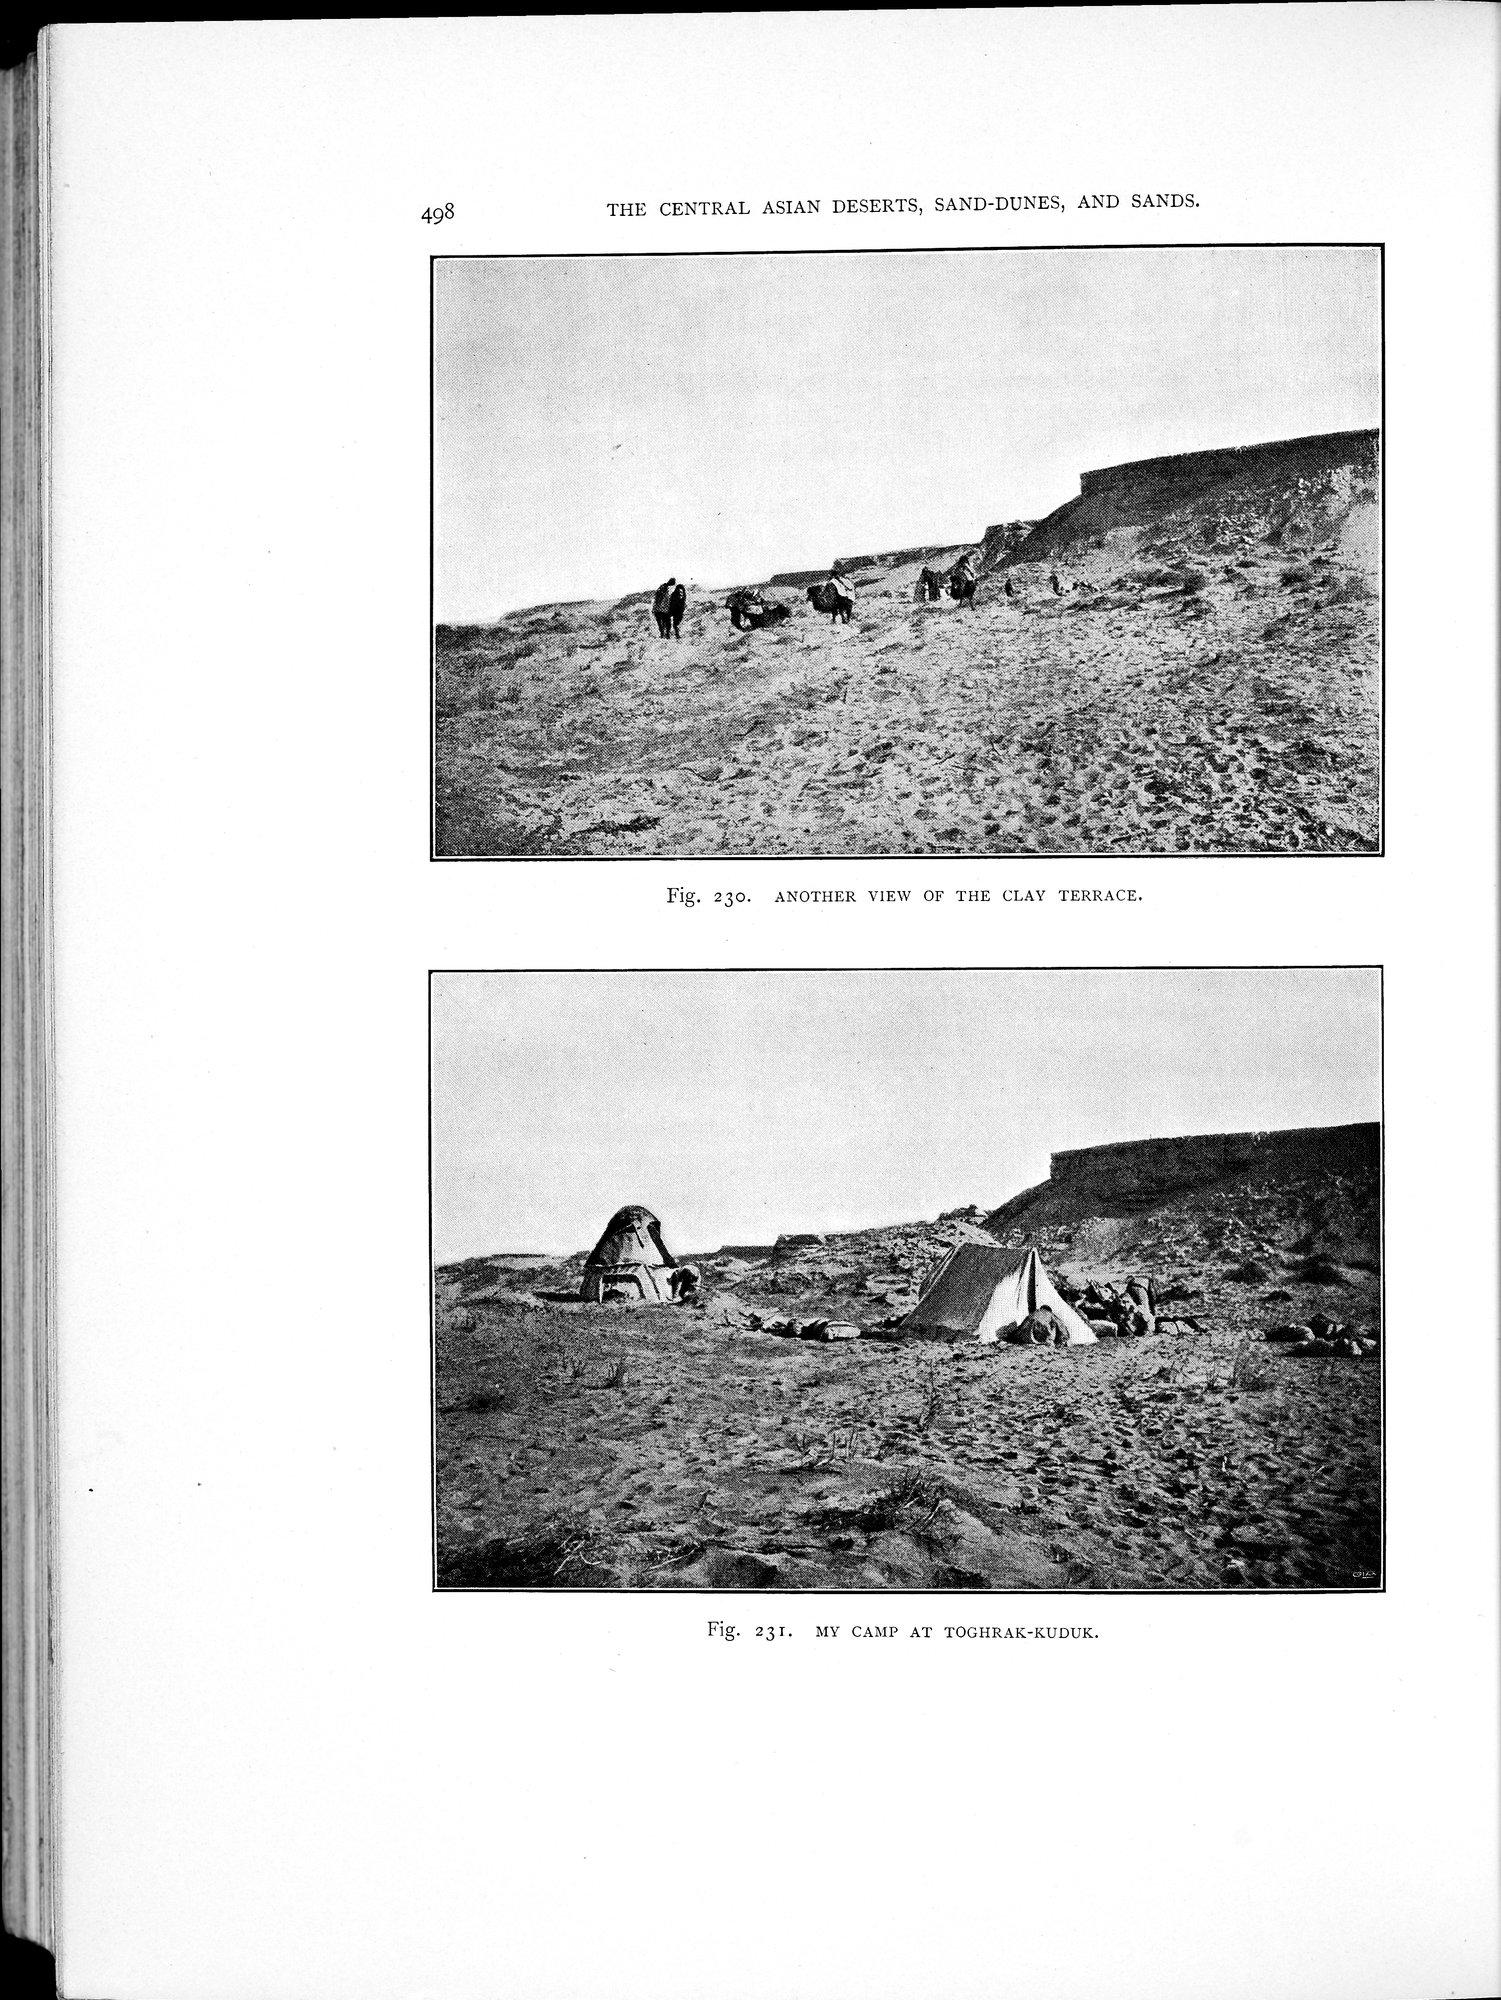 498
THE CENTRAL ASIAN DESERTS, SAND-DUNES, AND SANDS.
Fig. 230. ANOTHER VIEW OF THE CLAY TERRACE.
Fig. 231. MY CAMP AT TOGHRAK-KUDUK.